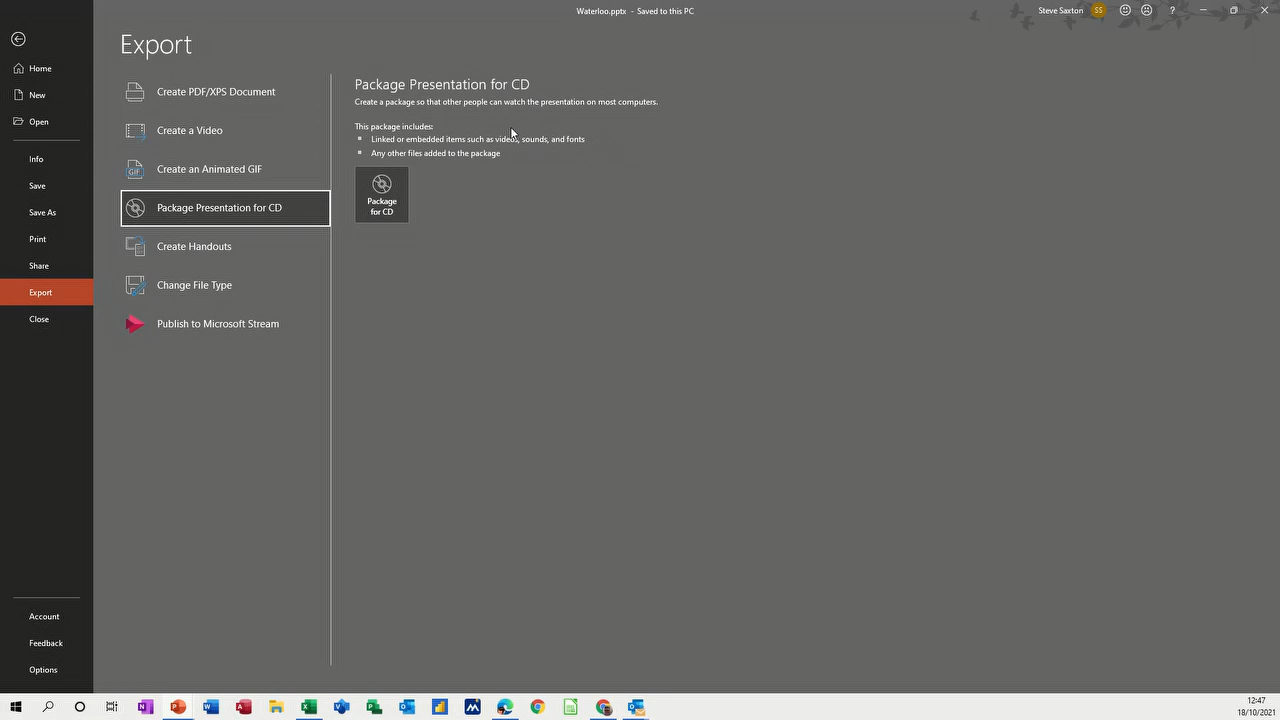 Waterloo.pptx - Saved to this PC
Steve Saxton SS
?
Export
Home
New
Open
Info
Save
Save As
Print
Share
Export
Close
Account
Feedback
Options
Create PDF/XPS Document
Create a Video
GIF Create an Animated GIF
Package Presentation for CD
Create Handouts
Change File Type
Publish to Microsoft Stream
Package Presentation for CD
Create a package so that other people can watch the presentation on most computers.
This package includes:
Linked or embedded items such as videos, sounds, and fonts
Any other files added to the package
Package
for CD
12:47
18/10/2021